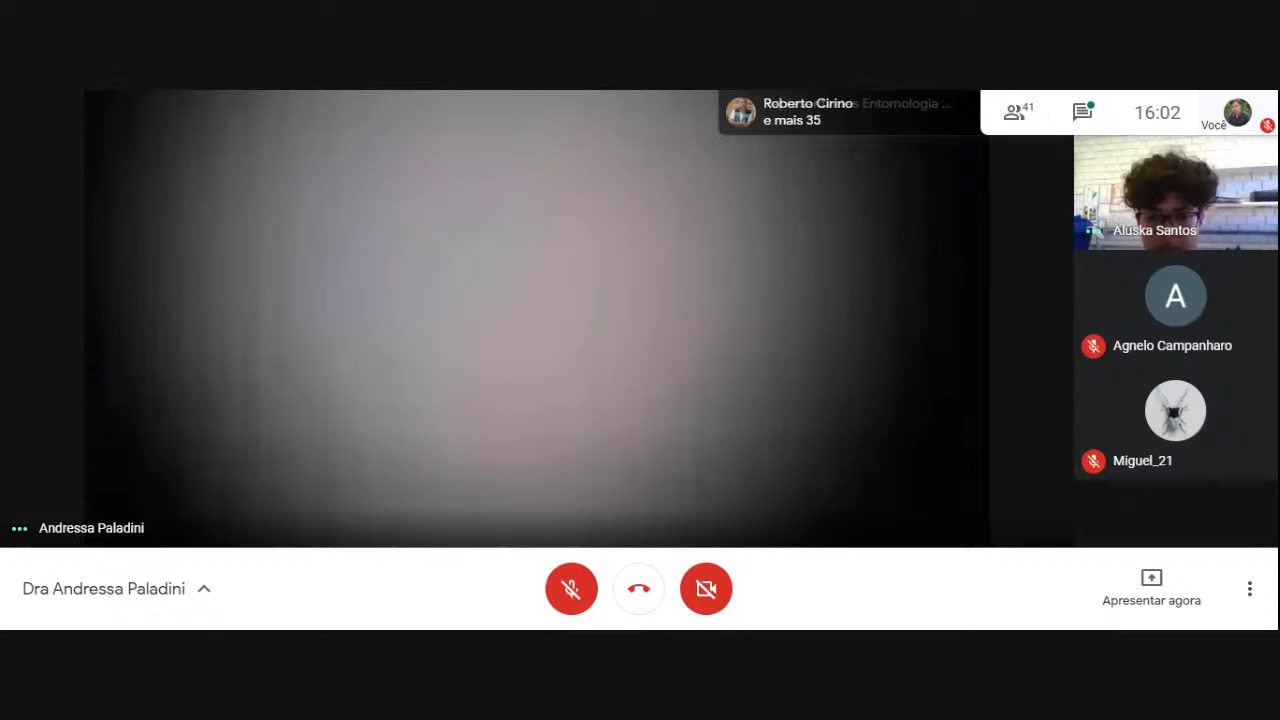 Roberto Cirino s Entomologia ...
e mais 35
41
16:02
Você
Aluska Santos
A
Agnelo Campanharo
Miguel_21
Andressa Paladini
Dra Andressa Paladini
Apresentar agora